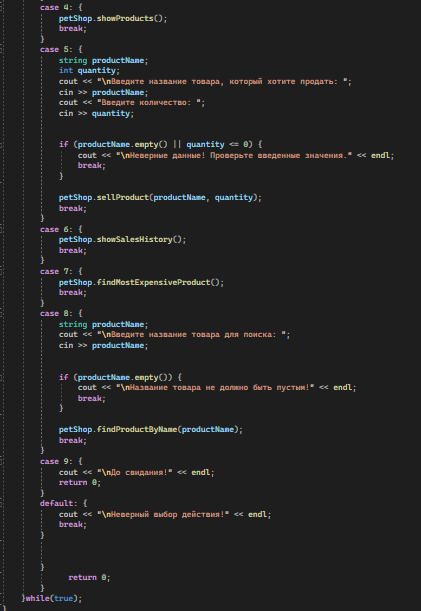 case 4: {
petShop.showProducts();
break;
}
case 5: {
string productName;
int quantity;
cout << "\nВведите название товара, который хотите продать: ";
cin >> productName;
cout << "Введите количество: ";
cin >> quantity;
if (productName.empty() || quantity <= 0) {
cout << "\nНеверные данные! Проверьте введенные значения." << endl;
break;
}
petShop.sellProduct(productName, quantity);
break;
}
case 6: {
petShop.showSalesHistory();
break;
}
case 7: {
petShop.findMostExpensiveProduct();
break;
}
case 8: {
string productName;
cout << "\nВведите название товара для поиска: ";
cin >> productName;
if (productName.empty()) {
cout << "\nНазвание товара не должно быть пустым!" << endl;
break;
}
petShop.findProductByName(productName);
break;
}
case 9: {
cout << "\nДо свидания!" << endl;
return 0;
}
default: {
cout << "\nНеверный выбор действия!" << endl;
break;
}
}
return 0;
}
}while(true);
}